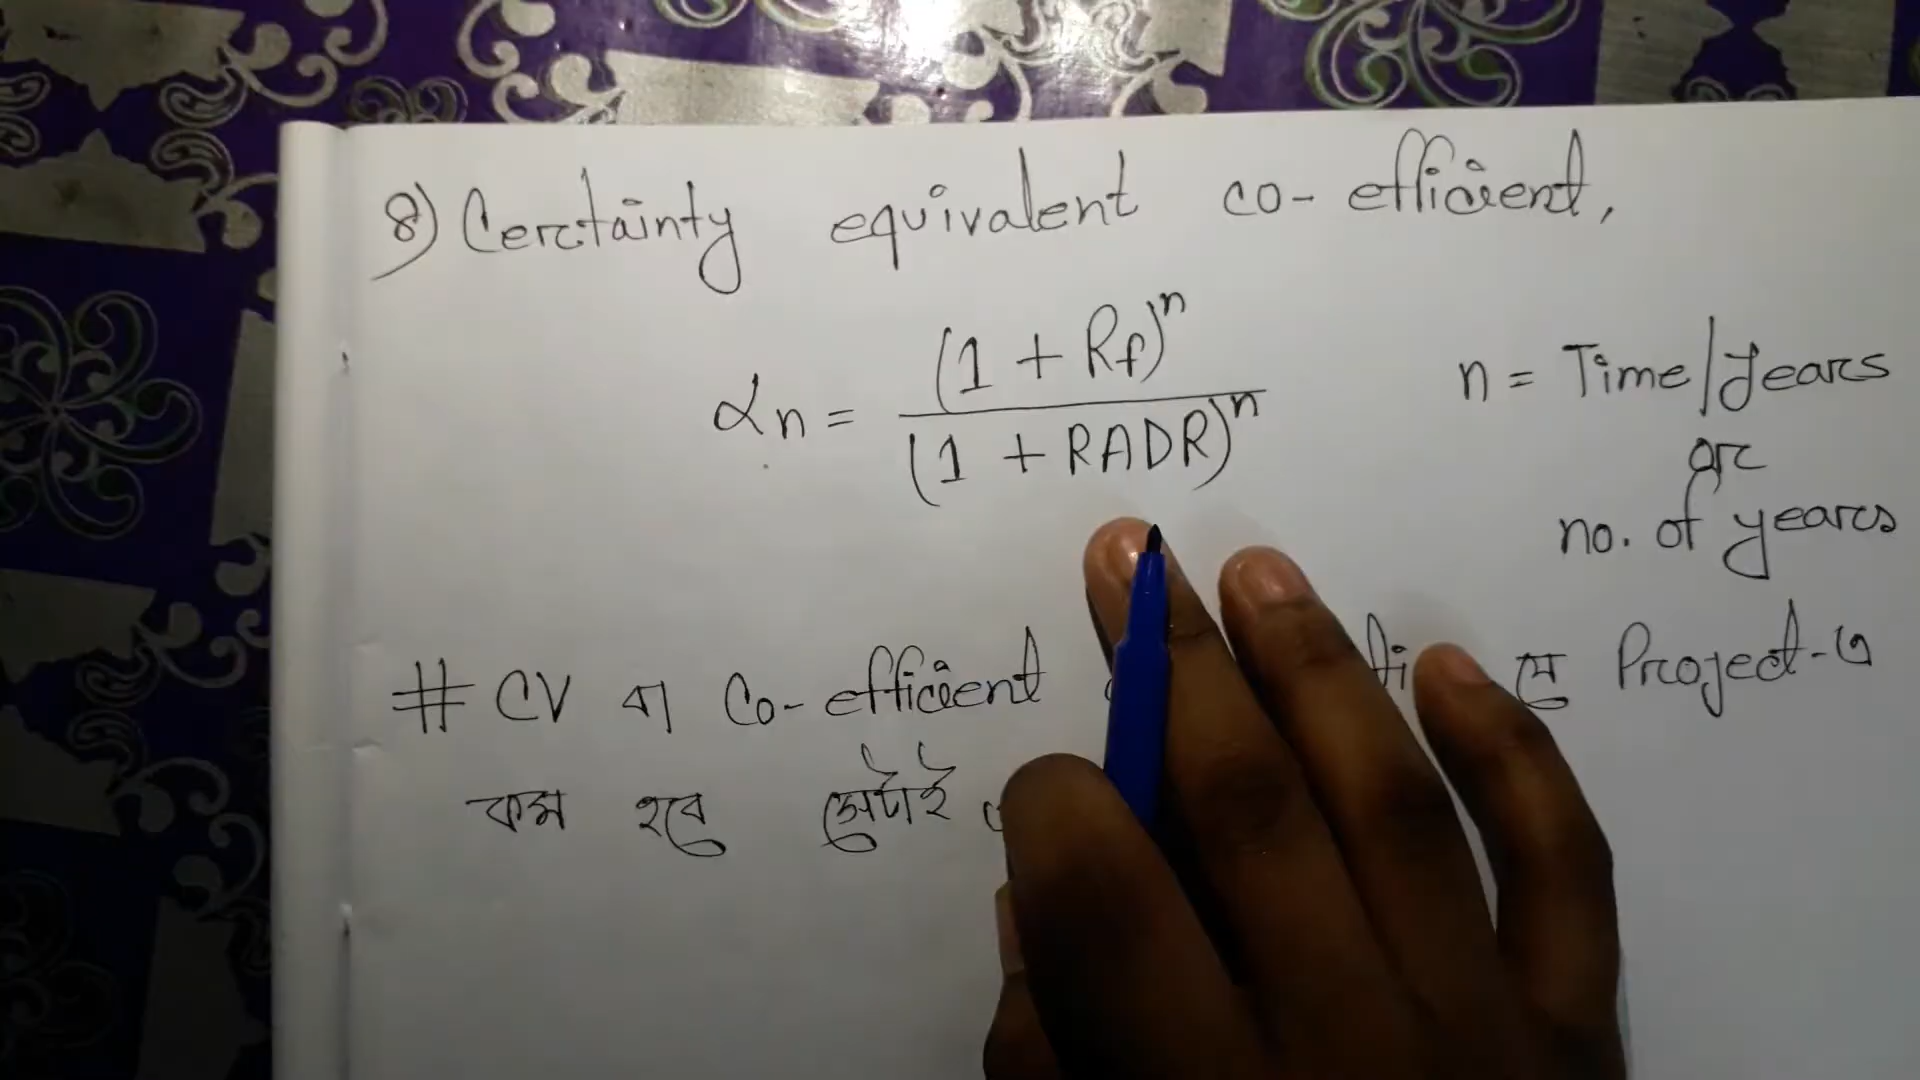 8) Certainty equivalent co-efficient,
αn = (1 + Rf)^n / (1 + RADR)^n
n = Time/years
or
no. of years
# CV বা Co-efficient যে Project-এ
কম হবে সেটাই